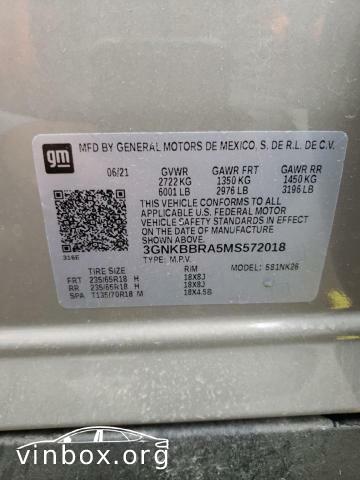 gm
MFD BY GENERAL MOTORS DE MEXICO, S. DE R.L. DE C.V.
06/21 GVWR GAWR FRT GAWR RR
2722 KG 1350 KG 1450 KG
6001 LB 2976 LB 3196 LB
THIS VEHICLE CONFORMS TO ALL
APPLICABLE U.S. FEDERAL MOTOR
VEHICLE SAFETY STANDARDS IN EFFECT
ON THE DATE OF MANUFACTURE
SHOWN ABOVE.
3GNKBBRA5MS572018
316E
TYPE: M.P.V. MODEL: 581NK26
TIRE SIZE RIM
FRT 235/65R18 H 18X8J
RR 235/65R18 H 18X8J
SPA T135/70R18 M 18X4.5B
vinbox.org